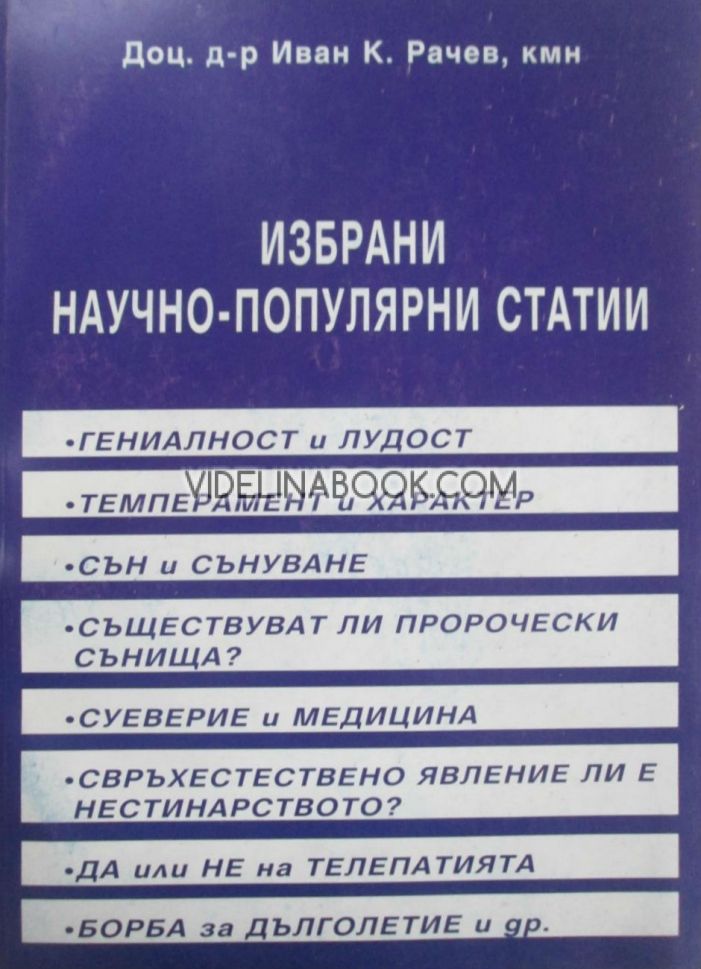 Доц. д-р Иван К. Рачев, кмн
ИЗБРАНИ
НАУЧНО-ПОПУЛЯРНИ СТАТИИ
•ГЕНИАЛНОСТ и ЛУДОСТ
VIDELINABOOK.COM
•ТЕМПЕРАМЕНТ и ХАРАКТЕР
•СЪН и СЪНУВАНЕ
•СЪЩЕСТВУВАТ ЛИ ПРОРОЧЕСКИ
СЪНИЩА?
•СУЕВЕРИЕ и МЕДИЦИНА
•СВРЪХЕСТЕСТВЕНО ЯВЛЕНИЕ ЛИ Е
НЕСТИНАРСТВОТО?
•ДА или НЕ на ТЕЛЕПАТИЯТА
•БОРБА за ДЪЛГОЛЕТИЕ и др.